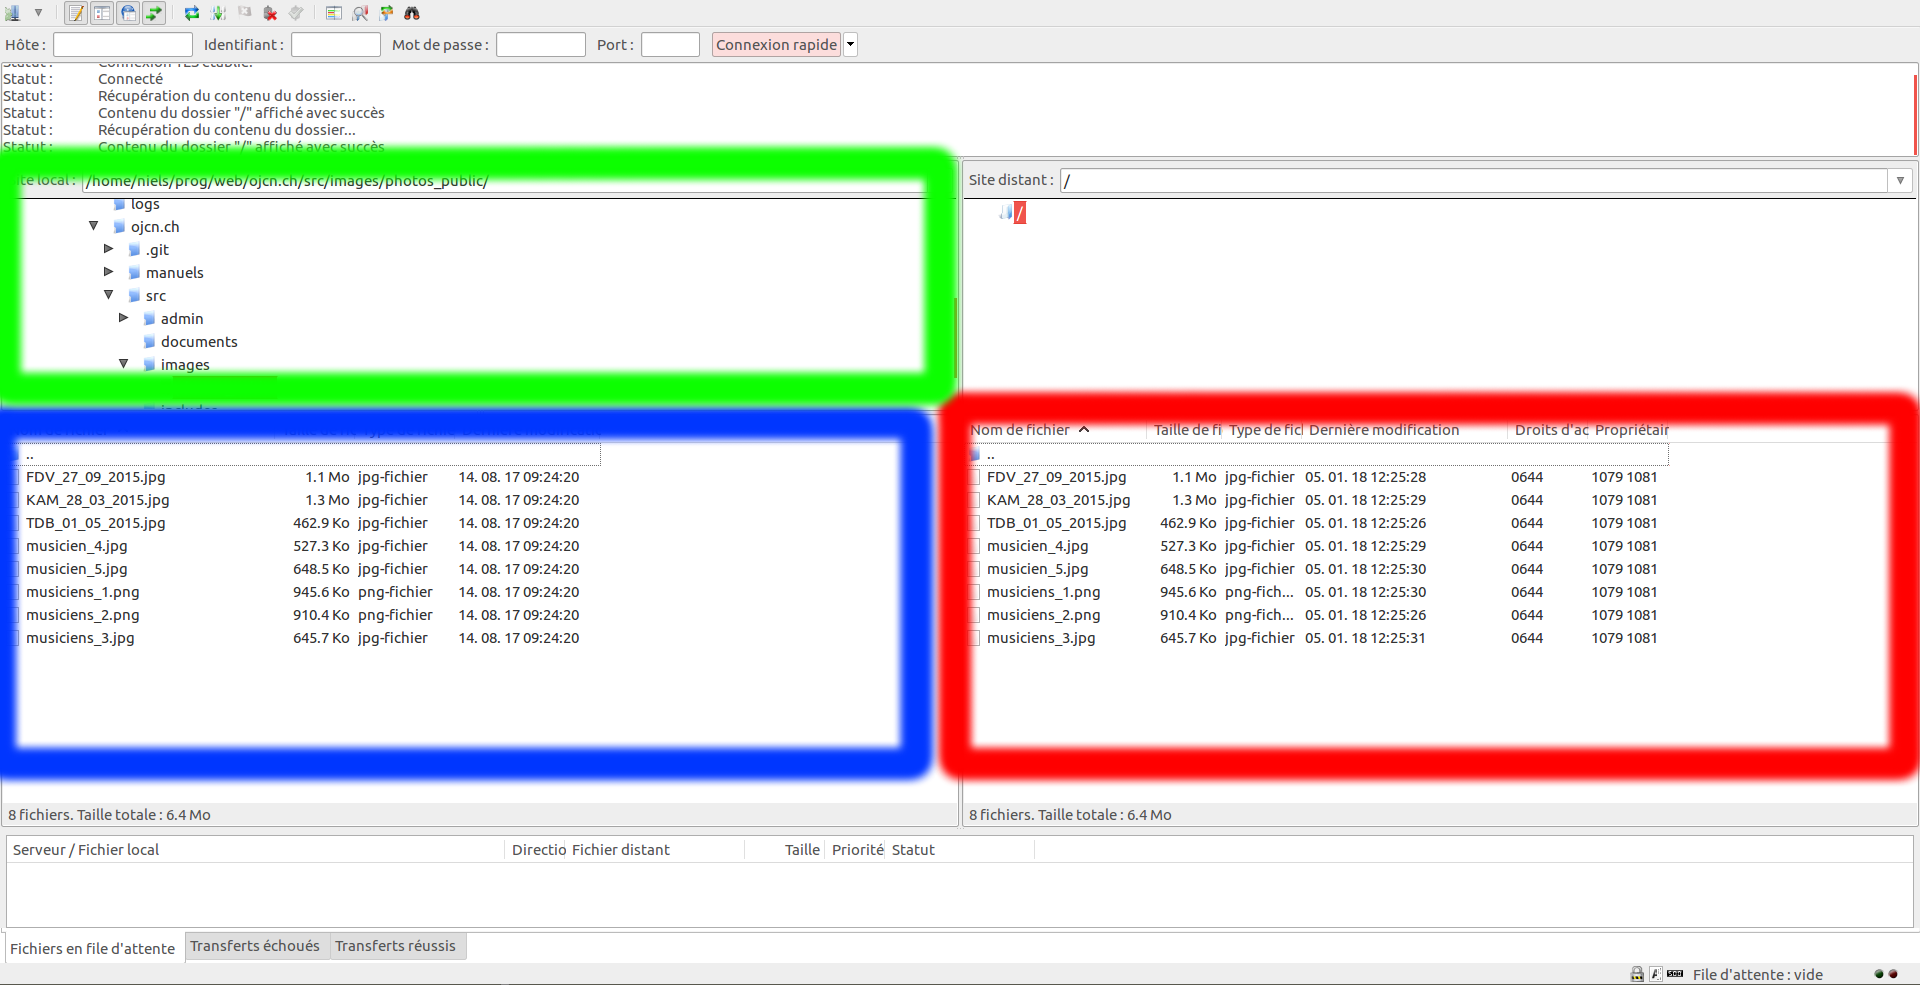 Hôte : Identifiant : Mot de passe : Port : Connexion rapide
Statut : Connexion TLS établie.
Statut : Connecté
Statut : Récupération du contenu du dossier...
Statut : Contenu du dossier "/" affiché avec succès
Statut : Récupération du contenu du dossier...
Statut : Contenu du dossier "/" affiché avec succès
local : /home/niels/prog/web/ojcn.ch/src/images/photos_public/
logs
ojcn.ch
.git
manuels
src
admin
documents
images
Site distant : /
/
..
FDV_27_09_2015.jpg 1.1 Mo jpg-fichier 14. 08. 17 09:24:20
KAM_28_03_2015.jpg 1.3 Mo jpg-fichier 14. 08. 17 09:24:20
TDB_01_05_2015.jpg 462.9 Ko jpg-fichier 14. 08. 17 09:24:20
musicien_4.jpg 527.3 Ko jpg-fichier 14. 08. 17 09:24:20
musicien_5.jpg 648.5 Ko jpg-fichier 14. 08. 17 09:24:20
musiciens_1.png 945.6 Ko png-fichier 14. 08. 17 09:24:20
musiciens_2.png 910.4 Ko png-fichier 14. 08. 17 09:24:20
musiciens_3.jpg 645.7 Ko jpg-fichier 14. 08. 17 09:24:20
8 fichiers. Taille totale : 6.4 Mo
Nom de fichier Taille de fi Type de fic Dernière modification Droits d'ac Propriétair
..
FDV_27_09_2015.jpg 1.1 Mo jpg-fichier 05. 01. 18 12:25:28 0644 1079 1081
KAM_28_03_2015.jpg 1.3 Mo jpg-fichier 05. 01. 18 12:25:29 0644 1079 1081
TDB_01_05_2015.jpg 462.9 Ko jpg-fichier 05. 01. 18 12:25:26 0644 1079 1081
musicien_4.jpg 527.3 Ko jpg-fichier 05. 01. 18 12:25:29 0644 1079 1081
musicien_5.jpg 648.5 Ko jpg-fichier 05. 01. 18 12:25:30 0644 1079 1081
musiciens_1.png 945.6 Ko png-fich... 05. 01. 18 12:25:30 0644 1079 1081
musiciens_2.png 910.4 Ko png-fich... 05. 01. 18 12:25:26 0644 1079 1081
musiciens_3.jpg 645.7 Ko jpg-fichier 05. 01. 18 12:25:31 0644 1079 1081
8 fichiers. Taille totale : 6.4 Mo
Serveur / Fichier local Directio Fichier distant Taille Priorité Statut
Fichiers en file d'attente Transferts échoués Transferts réussis
File d'attente : vide